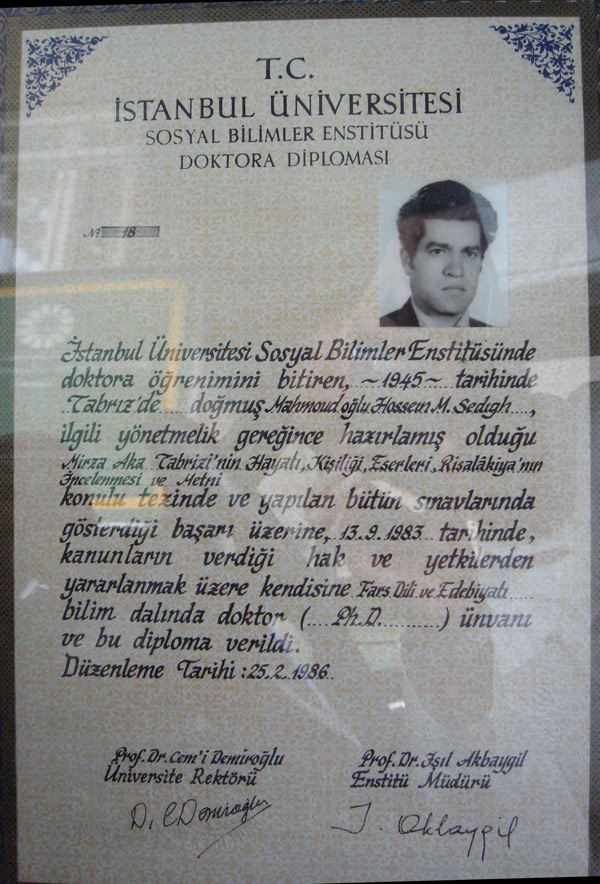 T.C.
İSTANBUL ÜNİVERSİTESİ
SOSYAL BİLİMLER ENSTİTÜSÜ
DOKTORA DİPLOMASI
No 18
İstanbul Üniversitesi Sosyal Bilimler Enstitüsünde
doktora öğrenimini bitiren, ~1945~ tarihinde
Tabriz'de doğmuş Mahmoud oğlu Hossein M. Sedigh,
ilgili yönetmelik gereğince hazırlamış olduğu
Mirza Aka Tabrizi'nin Hayatı, Kişiliği, Eserleri, Risalâkiya'nın
İncelenmesi ve Metni
konulu tezinde ve yapılan bütün sınavlarında
gösterdiği başarı üzerine, 13.9.1983 tarihinde,
kanunların verdiği hak ve yetkilerden
yararlanmak üzere kendisine Fars Dili ve Edebiyatı
bilim dalında doktor (....Ph.D.........) ünvanı
ve bu diploma verildi.
Düzenleme Tarihi : 25.2.1986
Prof. Dr. Cem'i Demiroğlu Prof. Dr. Işıl Akbaygil
Üniversite Rektörü Enstitü Müdürü
D. C Demiroğlu I. Akbaygil